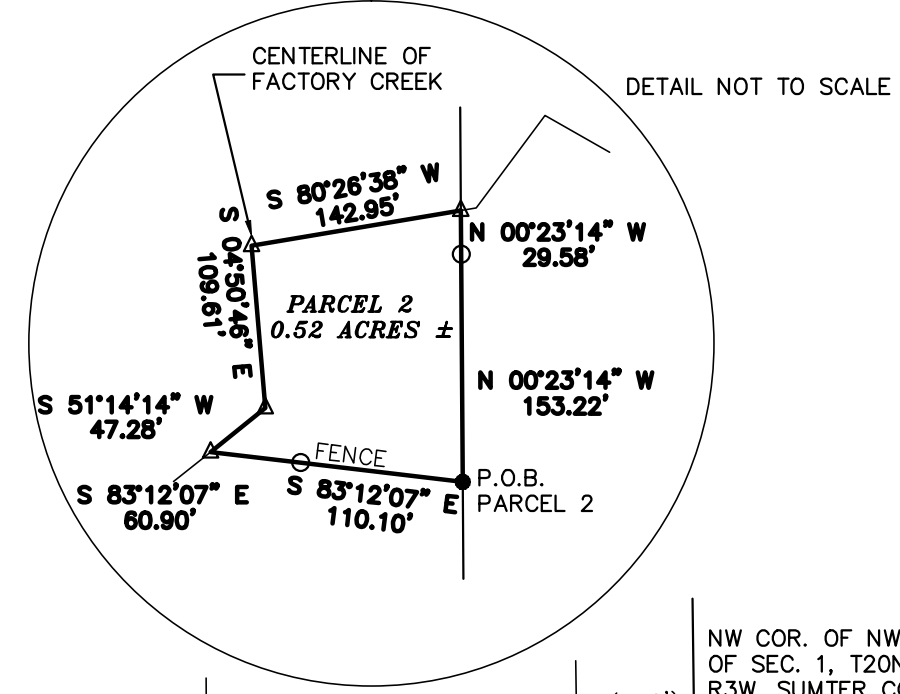 CENTERLINE OF
FACTORY CREEK
DETAIL NOT TO SCALE
S 80°26'38" W
142.95'
N 00°23'14" W
29.58'
S 04°50'46" E
109.61'
PARCEL 2
0.52 ACRES ±
N 00°23'14" W
153.22'
S 51°14'14" W
47.28'
FENCE
S 83°12'07" E
60.90'
S 83°12'07" E
110.10'
P.O.B.
PARCEL 2
NW COR. OF NW
OF SEC. 1, T20N
R3W, SUMTER CO